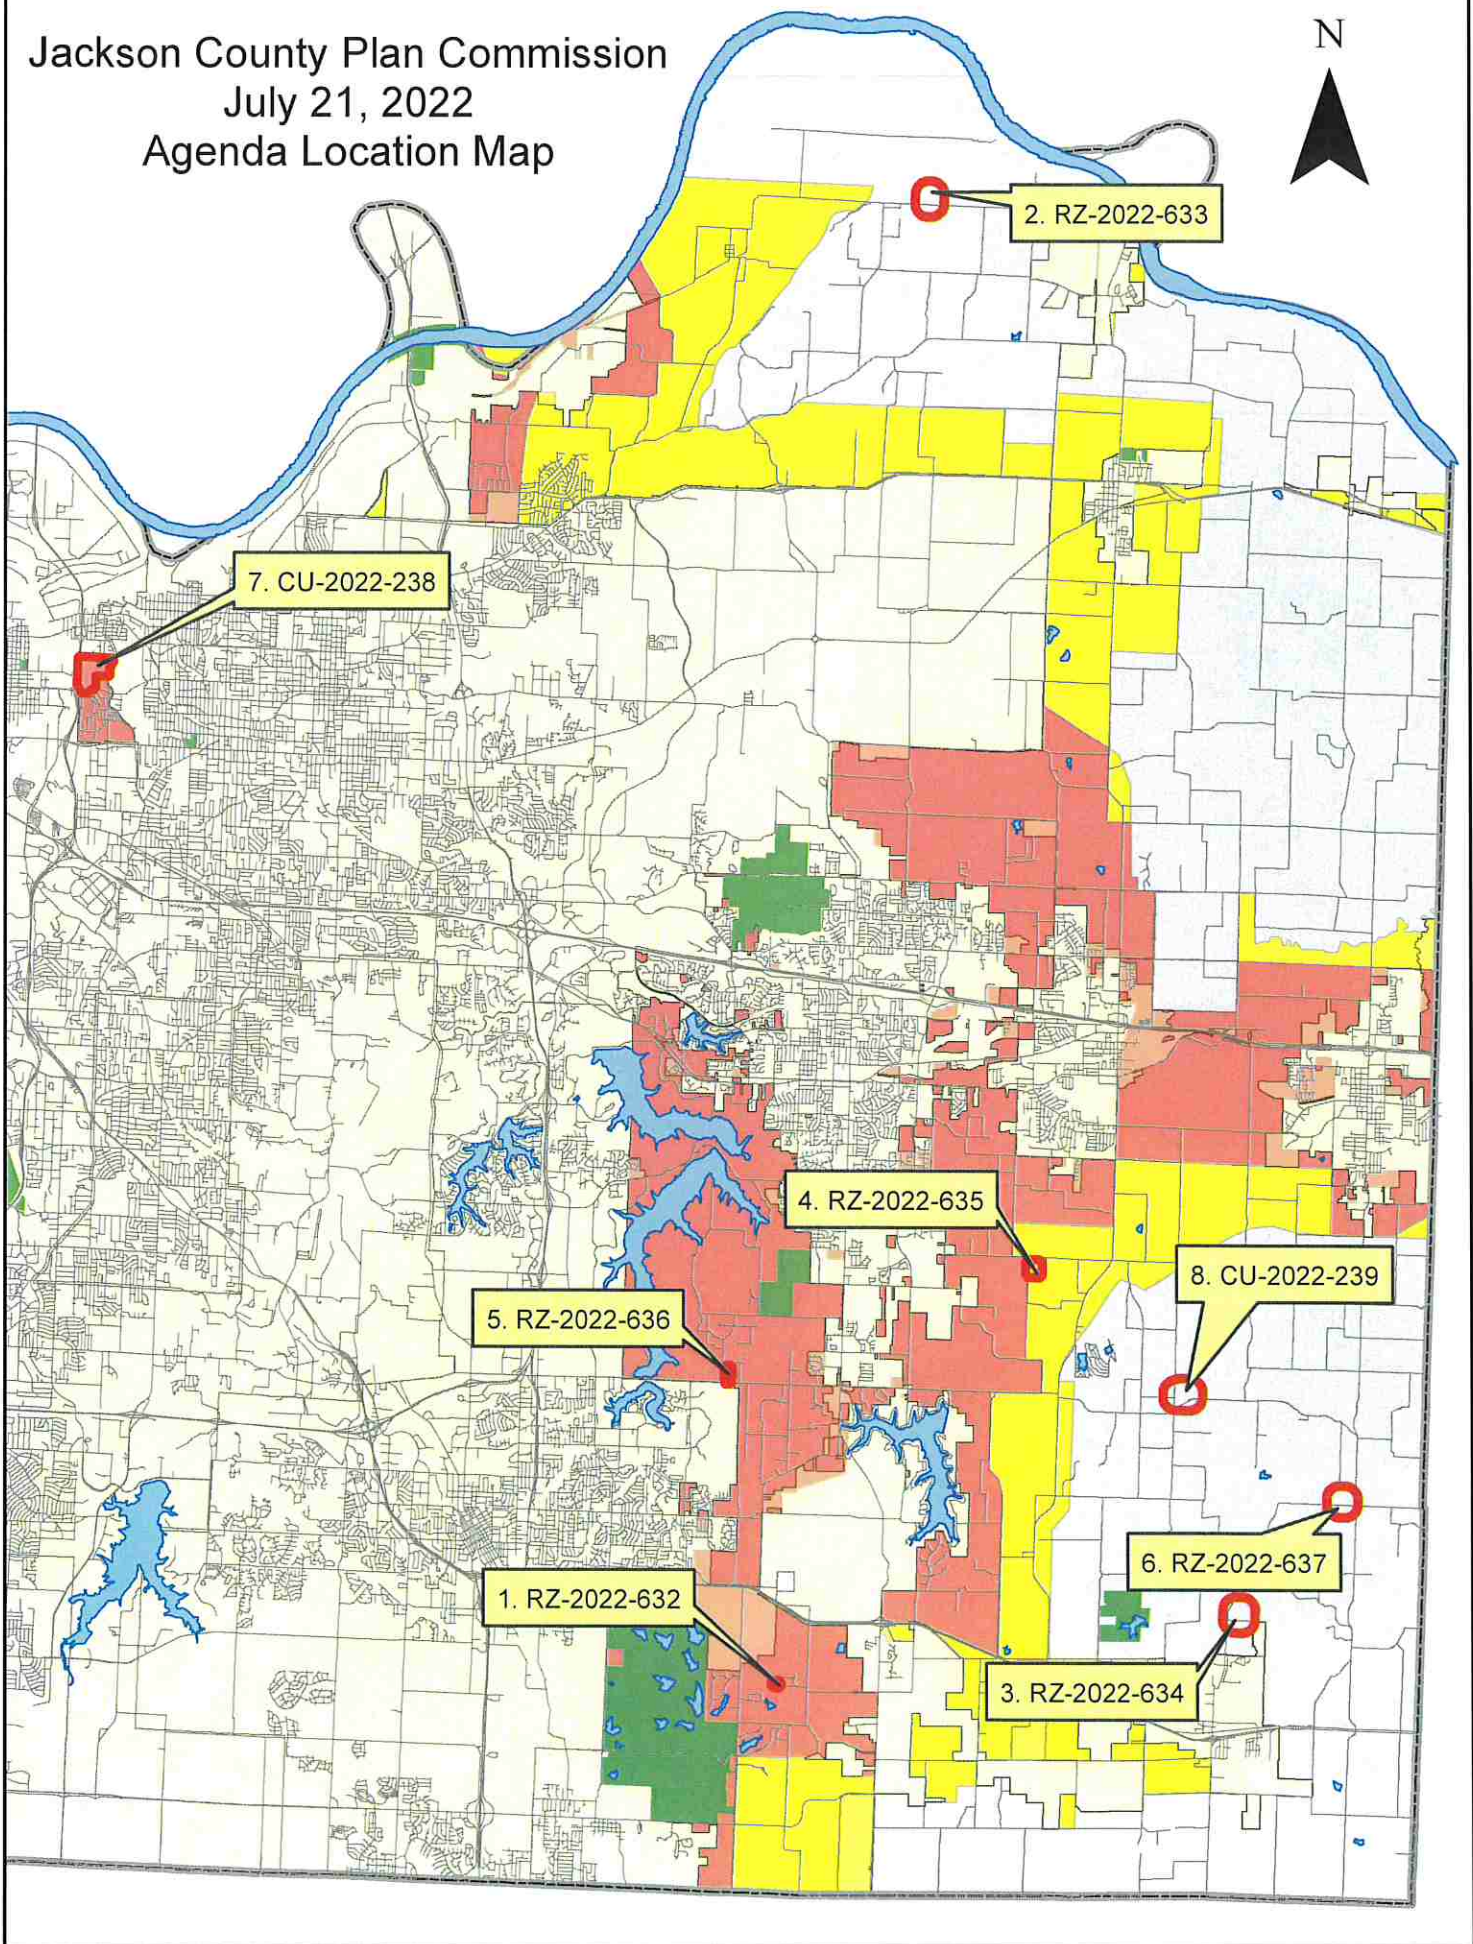 Jackson County Plan Commission
July 21, 2022
Agenda Location Map
N
2. RZ-2022-633
7. CU-2022-238
4. RZ-2022-635
8. CU-2022-239
5. RZ-2022-636
6. RZ-2022-637
1. RZ-2022-632
3. RZ-2022-634